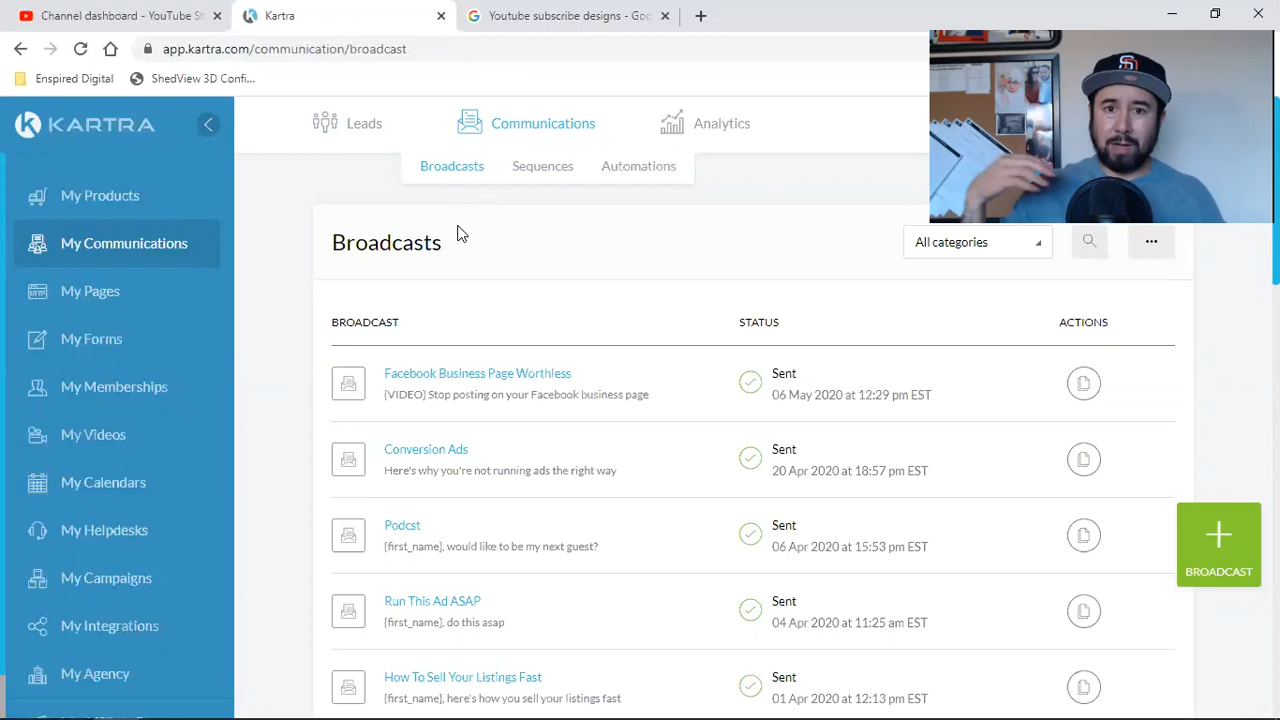 Channel dashboard - YouTube St
Kartra
Youtube subscribe designs - Goo
app.kartra.com/communication/broadcast
Enspired Digital
ShedView 3D Confi...
KARTRA
Leads
Communications
Analytics
Broadcasts
Sequences
Automations
My Products
My Communications
My Pages
My Forms
My Memberships
My Videos
My Calendars
My Helpdesks
My Campaigns
My Integrations
My Agency
Broadcasts
All categories
BROADCAST
STATUS
ACTIONS
Facebook Business Page Worthless
[VIDEO] Stop posting on your Facebook business page
Sent
06 May 2020 at 12:29 pm EST
Conversion Ads
Here's why you're not running ads the right way
Sent
20 Apr 2020 at 18:57 pm EST
Podcst
{first_name}, would like to be my next guest?
Sent
06 Apr 2020 at 15:53 pm EST
Run This Ad ASAP
{first_name}, do this asap
Sent
04 Apr 2020 at 11:25 am EST
How To Sell Your Listings Fast
{first_name}, here's how you sell your listings fast
Sent
01 Apr 2020 at 12:13 pm EST
BROADCAST